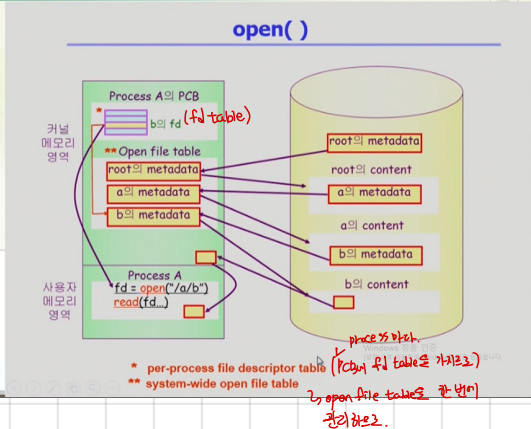 open( )
Process A의 PCB
*
b의 fd
(fd table)
커널
메모리
영역
** Open file table
root의 metadata
a의 metadata
b의 metadata
root의 metadata
root의 content
a의 metadata
a의 content
b의 metadata
b의 content
사용자
메모리
영역
Process A
fd = open("/a/b")
read(fd...)
process마다.
Windows 정품 인증
* per-process file descriptor table
(PCB에 fd table을 가지므로)
** system-wide open file table
open file table을 한 번에
관리하므로.